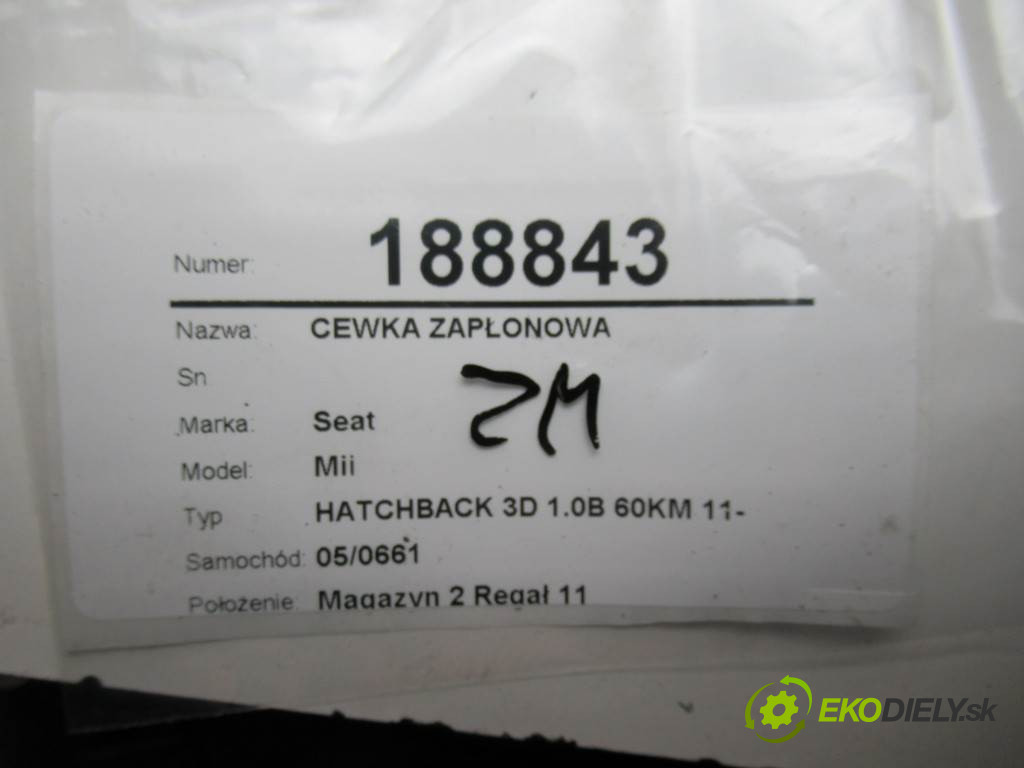 Numer: 188843
Nazwa: CEWKA ZAPŁONOWA
Sn
ZM
Marka: Seat
Model: Mii
Typ HATCHBACK 3D 1.0B 60KM 11-
Samochód: 05/0661
Położenie: Magazyn 2 Regał 11
EKODIELY.sk